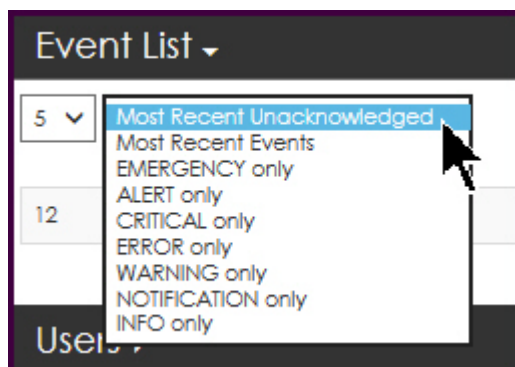 Event List
5
Most Recent Unacknowledged
Most Recent Events
EMERGENCY only
ALERT only
CRITICAL only
ERROR only
WARNING only
NOTIFICATION only
INFO only
12
Users